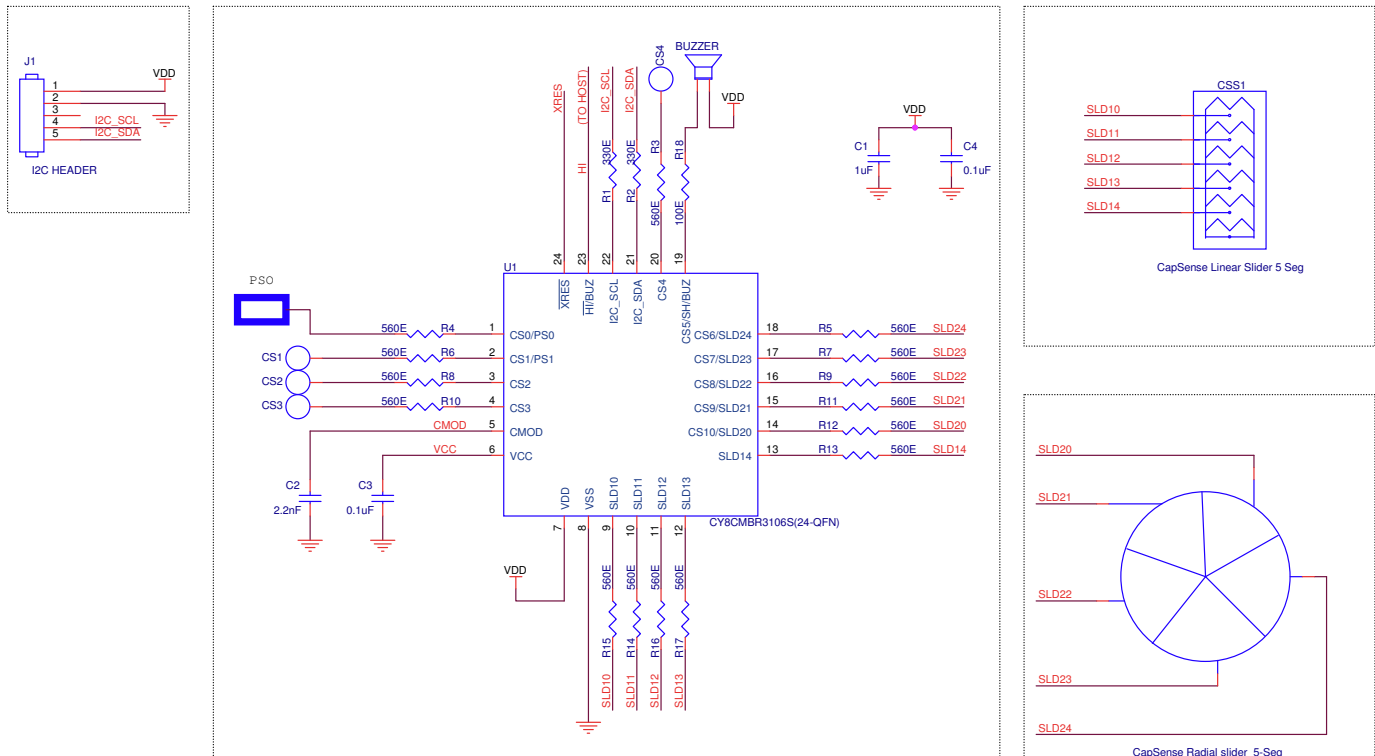 J1
VDD
1
2
3
4
5
I2C_SCL
I2C_SDA
I2C HEADER
XRES
HI (TO HOST)
I2C_SCL
I2C_SDA
CS4
BUZZER
VDD
R1 330E
R2 330E
R3 560E
R18 100E
VDD
C1
1uF
C4
0.1uF
24
23
22
21
20
19
U1
XRES
HI/BUZ
I2C_SCL
I2C_SDA
CS4
CS5/SH/BUZ
PS0
560E R4 1 CS0/PS0
CS1 560E R6 2 CS1/PS1
CS2 560E R8 3 CS2
CS3 560E R10 4 CS3
CMOD 5 CMOD
VCC 6 VCC
CS6/SLD24 18 R5 560E SLD24
CS7/SLD23 17 R7 560E SLD23
CS8/SLD22 16 R9 560E SLD22
CS9/SLD21 15 R11 560E SLD21
CS10/SLD20 14 R12 560E SLD20
SLD14 13 R13 560E SLD14
C2
2.2nF
C3
0.1uF
VDD
VSS
SLD10
SLD11
SLD12
SLD13
CY8CMBR3106S(24-QFN)
7
8
9
10
11
12
VDD
R15 560E
R14 560E
R16 560E
R17 560E
SLD10
SLD11
SLD12
SLD13
CSS1
SLD10
SLD11
SLD12
SLD13
SLD14
CapSense Linear Slider 5 Seg
SLD20
SLD21
SLD22
SLD23
SLD24
CapSense Radial slider 5-Seg